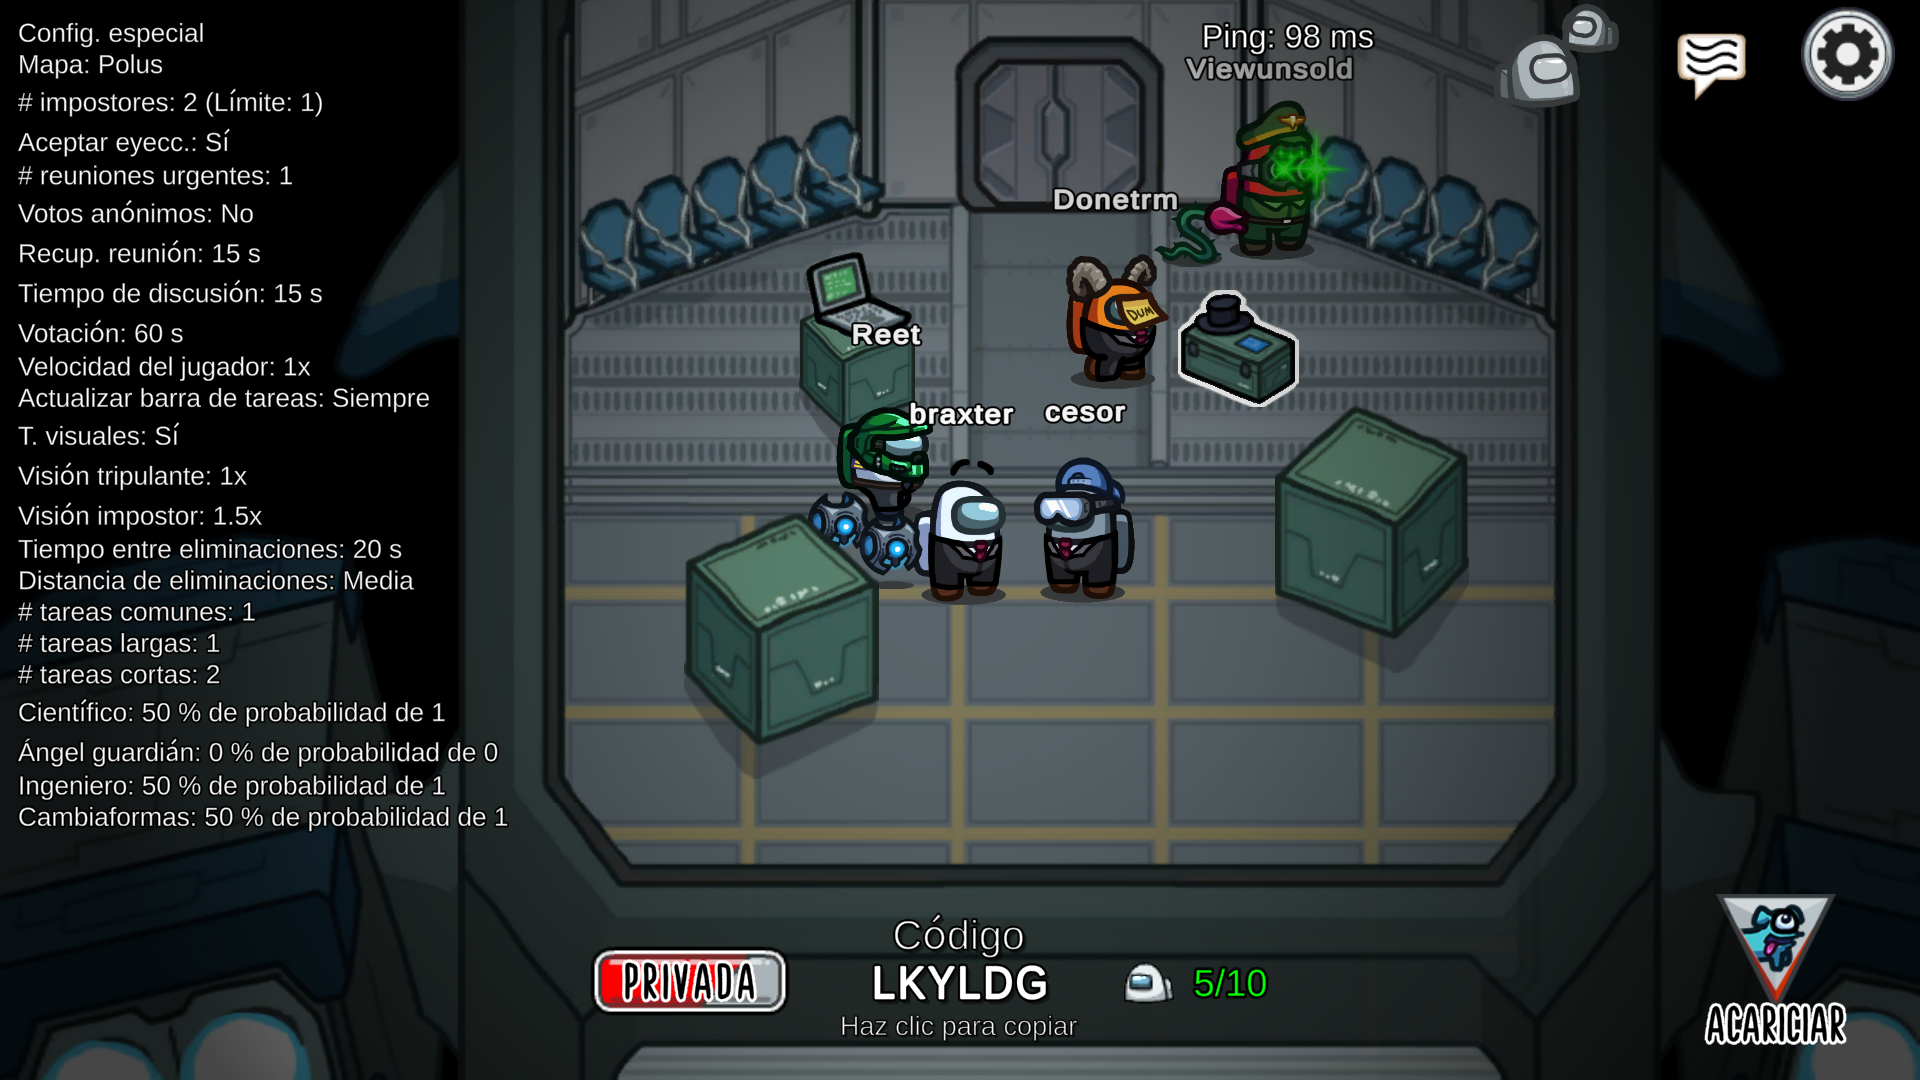 Config. especial
Mapa: Polus
# impostores: 2 (Límite: 1)
Aceptar eyecc.: Sí
# reuniones urgentes: 1
Votos anónimos: No
Recup. reunión: 15 s
Tiempo de discusión: 15 s
Votación: 60 s
Velocidad del jugador: 1x
Actualizar barra de tareas: Siempre
T. visuales: Sí
Visión tripulante: 1x
Visión impostor: 1.5x
Tiempo entre eliminaciones: 20 s
Distancia de eliminaciones: Media
# tareas comunes: 1
# tareas largas: 1
# tareas cortas: 2
Científico: 50 % de probabilidad de 1
Ángel guardián: 0 % de probabilidad de 0
Ingeniero: 50 % de probabilidad de 1
Cambiaformas: 50 % de probabilidad de 1
Ping: 98 ms
Viewunsold
Donetrm
DUM
Reet
braxter
cesor
Código
PRIVADA
LKYLDG
5/10
Haz clic para copiar
ACARICIAR